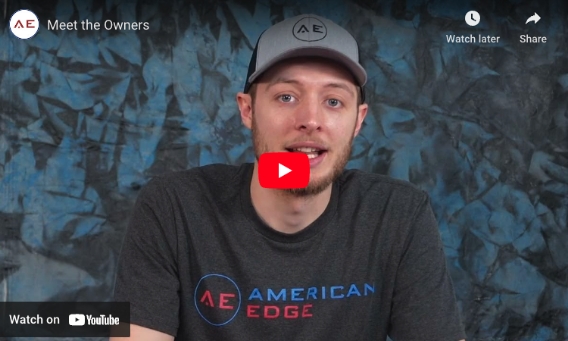 AE
Meet the Owners
Watch later
Share
AE
AE
AMERICAN
EDGE
Watch on
YouTube